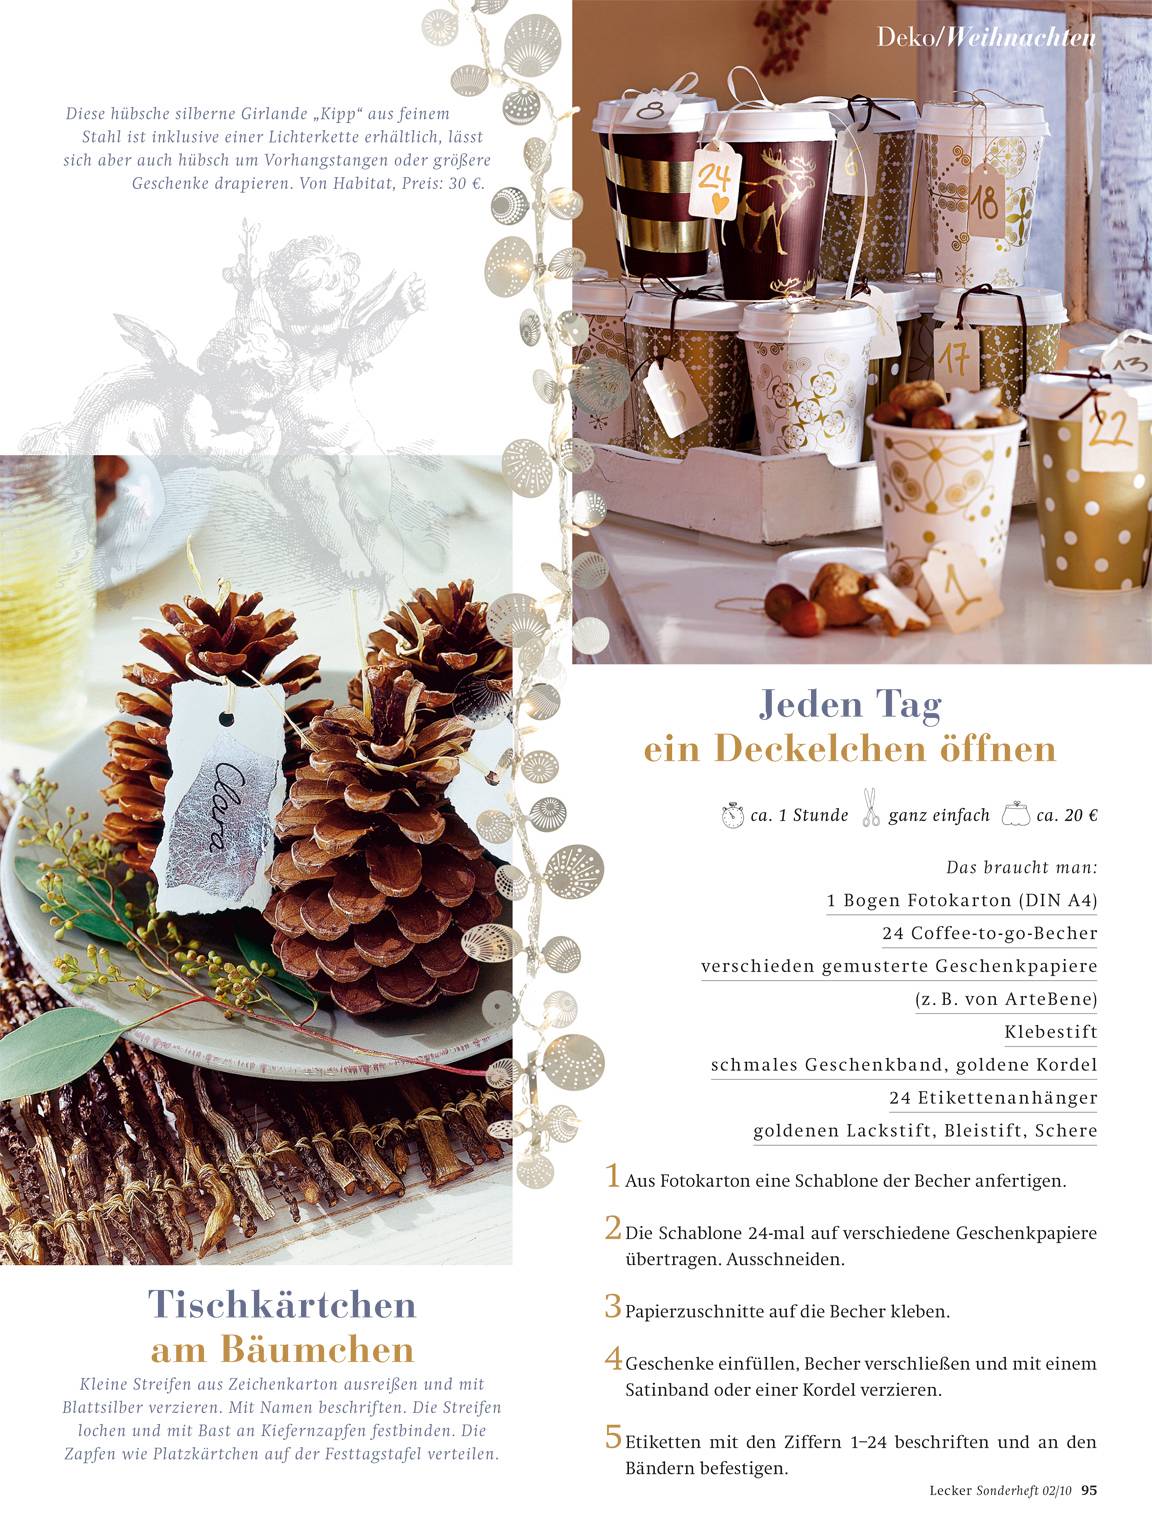 Deko/Weihnachten
Diese hübsche silberne Girlande „Kipp“ aus feinem
Stahl ist inklusive einer Lichterkette erhältlich, lässt
sich aber auch hübsch um Vorhangstangen oder größere
Geschenke drapieren. Von Habitat, Preis: 30 €.
8
24
6
18
17
13
22
1
Clara
Tischkärtchen
am Bäumchen
Kleine Streifen aus Zeichenkarton ausreißen und mit
Blattsilber verzieren. Mit Namen beschriften. Die Streifen
lochen und mit Bast an Kiefernzapfen festbinden. Die
Zapfen wie Platzkärtchen auf der Festtagstafel verteilen.
Jeden Tag
ein Deckelchen öffnen
ca. 1 Stunde ganz einfach ca. 20 €
Das braucht man:
1 Bogen Fotokarton (DIN A4)
24 Coffee-to-go-Becher
verschieden gemusterte Geschenkpapiere
(z. B. von ArteBene)
Klebestift
schmales Geschenkband, goldene Kordel
24 Etikettenanhänger
goldenen Lackstift, Bleistift, Schere
1 Aus Fotokarton eine Schablone der Becher anfertigen.
2 Die Schablone 24-mal auf verschiedene Geschenkpapiere
übertragen. Ausschneiden.
3 Papierzuschnitte auf die Becher kleben.
4 Geschenke einfüllen, Becher verschließen und mit einem
Satinband oder einer Kordel verzieren.
5 Etiketten mit den Ziffern 1–24 beschriften und an den
Bändern befestigen.
Lecker Sonderheft 02/10 95